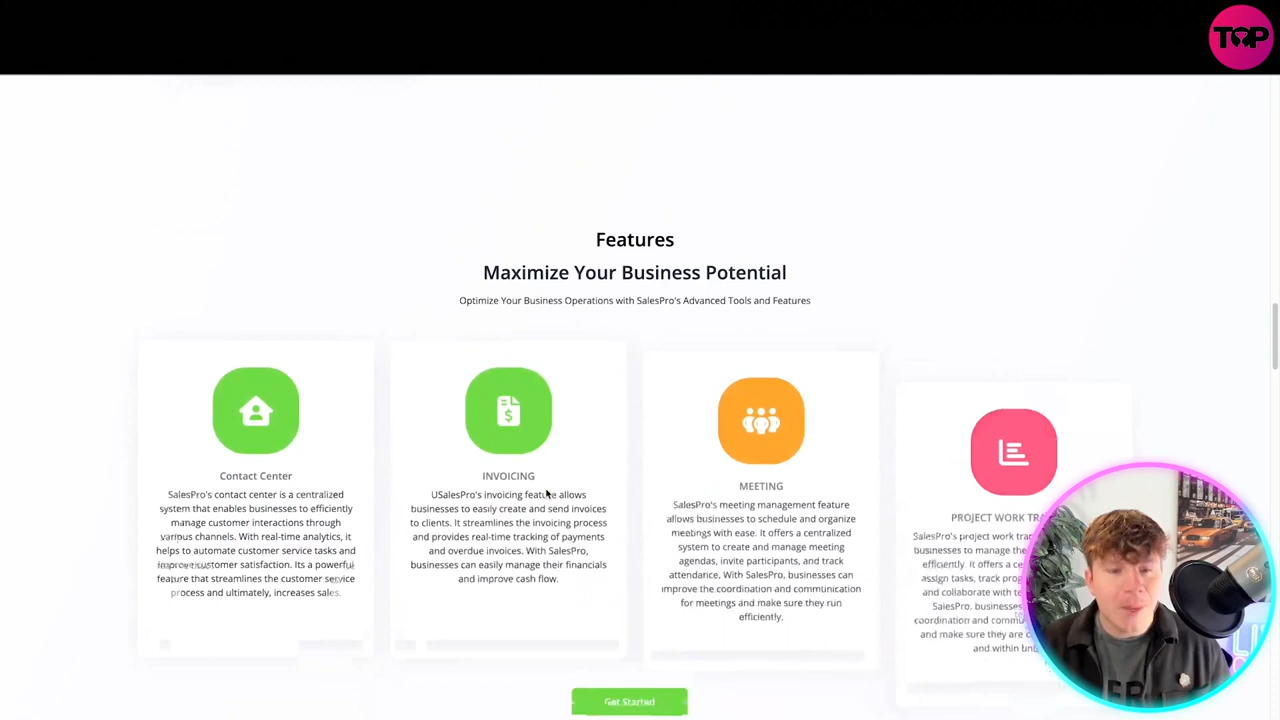 TOP
Features
Maximize Your Business Potential
Optimize Your Business Operations with SalesPro's Advanced Tools and Features
Contact Center
SalesPro's contact center is a centralized
system that enables businesses to efficiently
manage customer interactions through
various channels. With real-time analytics, it
helps to automate customer service tasks and
improve customer satisfaction. Its a powerful
feature that streamlines the customer service
process and ultimately, increases sales.
INVOICING
USalesPro's invoicing feature allows
businesses to easily create and send invoices
to clients. It streamlines the invoicing process
and provides real-time tracking of payments
and overdue invoices. With SalesPro,
businesses can easily manage their financials
and improve cash flow.
MEETING
SalesPro's meeting management feature
allows businesses to schedule and organize
meetings with ease. It offers a centralized
system to create and manage meeting
agendas, invite participants, and track
attendance. With SalesPro, businesses can
improve the coordination and communication
for meetings and make sure they run
efficiently.
PROJECT WORK
SalesPro's project work
businesses to manage
efficiently. It offers a
assign tasks, track
and collaborate with
SalesPro,
coordination and
and make sure they are
and within
Get Started